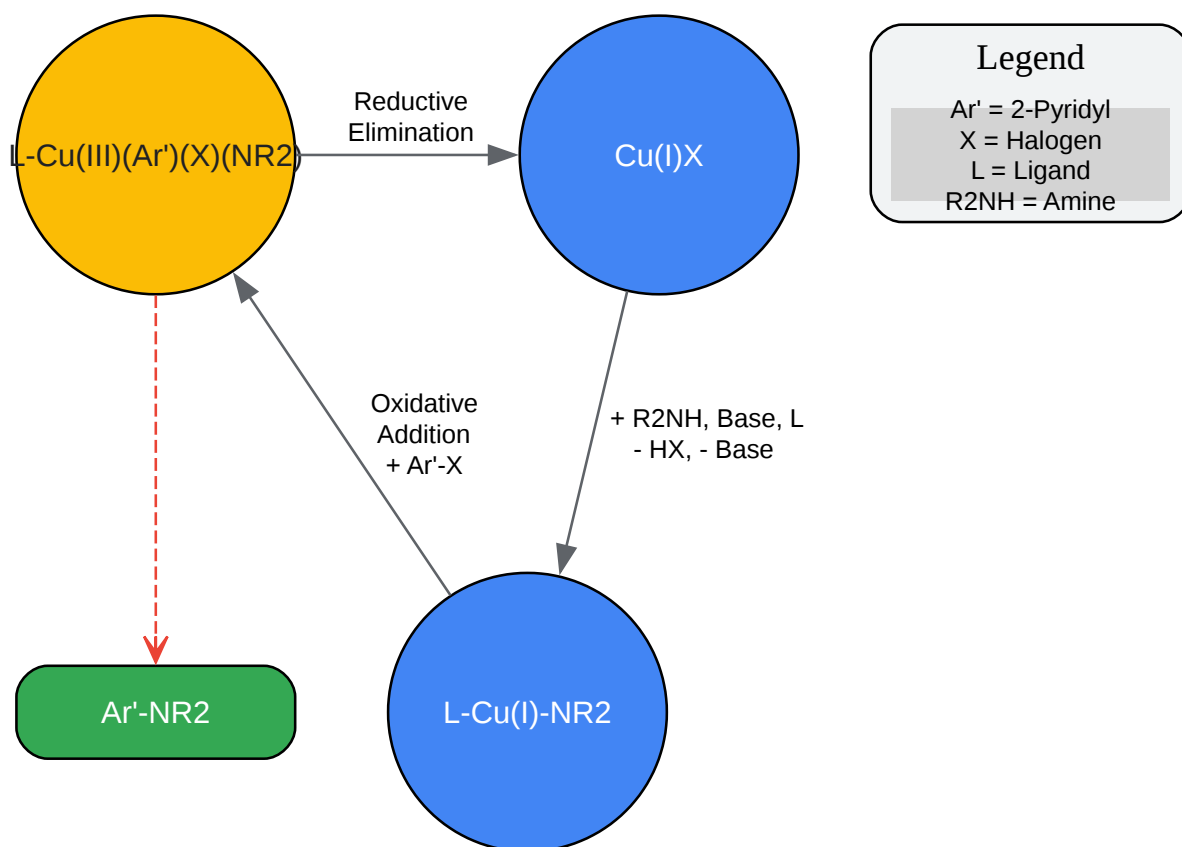 Legend
Ar' = 2-Pyridyl
X = Halogen
L = Ligand
R2NH = Amine
Reductive
Elimination
L-Cu(III)(Ar')(X)(NR2)
Cu(I)X
Oxidative
Addition
+ Ar'-X
+ R2NH, Base, L
- HX, - Base
Ar'-NR2
L-Cu(I)-NR2